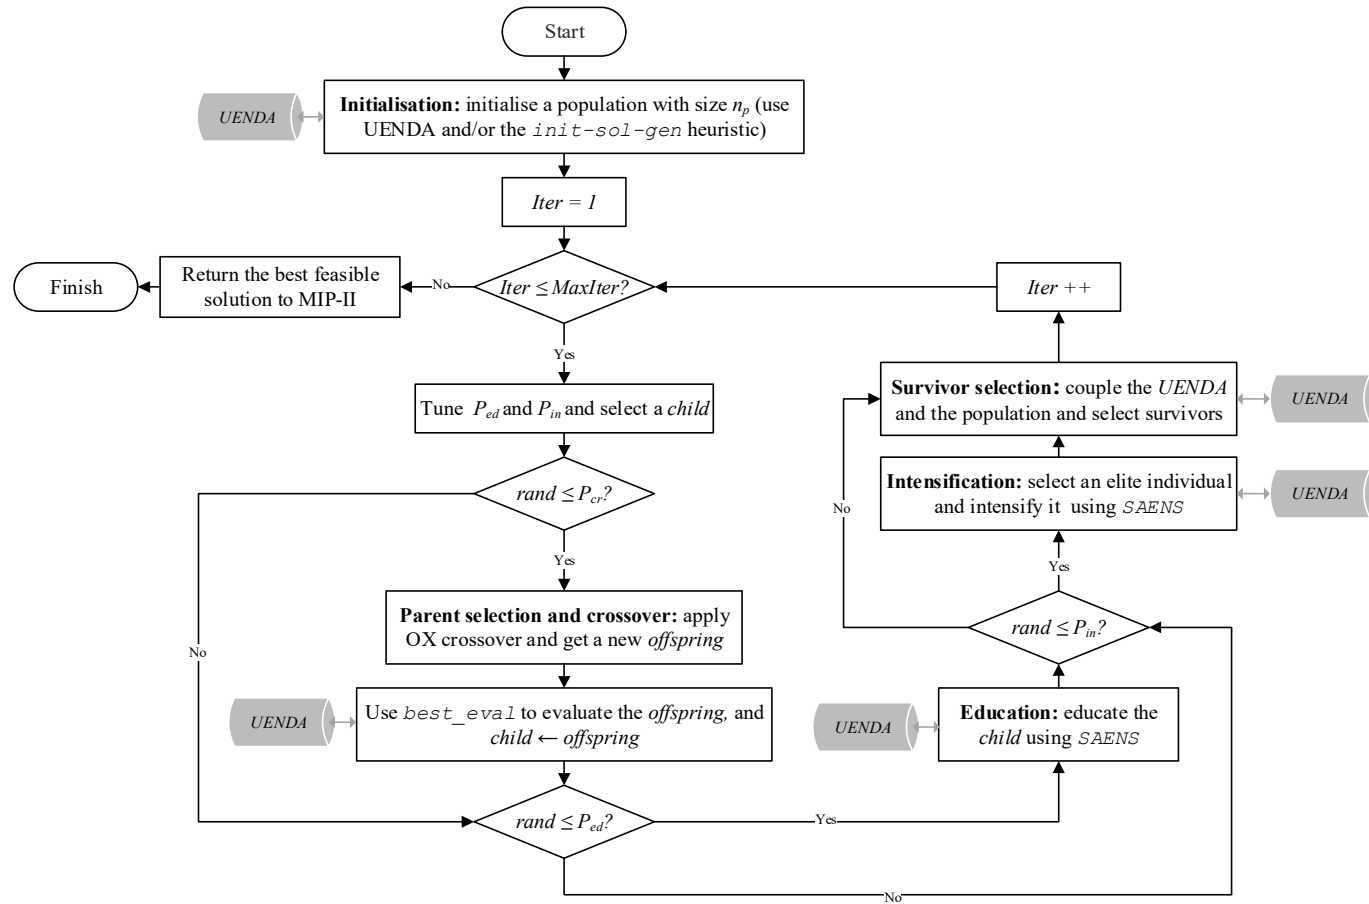 Start
UENDA
Initialisation: initialise a population with size n_p (use
UENDA and/or the init-sol-gen heuristic)
Iter = 1
Finish
Return the best feasible
solution to MIP-II
No
Iter ≤ MaxIter?
Iter ++
Yes
Tune P_ed and P_in and select a child
Survivor selection: couple the UENDA
and the population and select survivors
UENDA
rand ≤ P_cr?
Intensification: select an elite individual
and intensify it using SAENS
UENDA
No
Yes
Yes
Parent selection and crossover: apply
OX crossover and get a new offspring
rand ≤ P_in?
No
UENDA
Use best_eval to evaluate the offspring, and
child ← offspring
UENDA
Education: educate the
child using SAENS
rand ≤ P_ed?
Yes
No